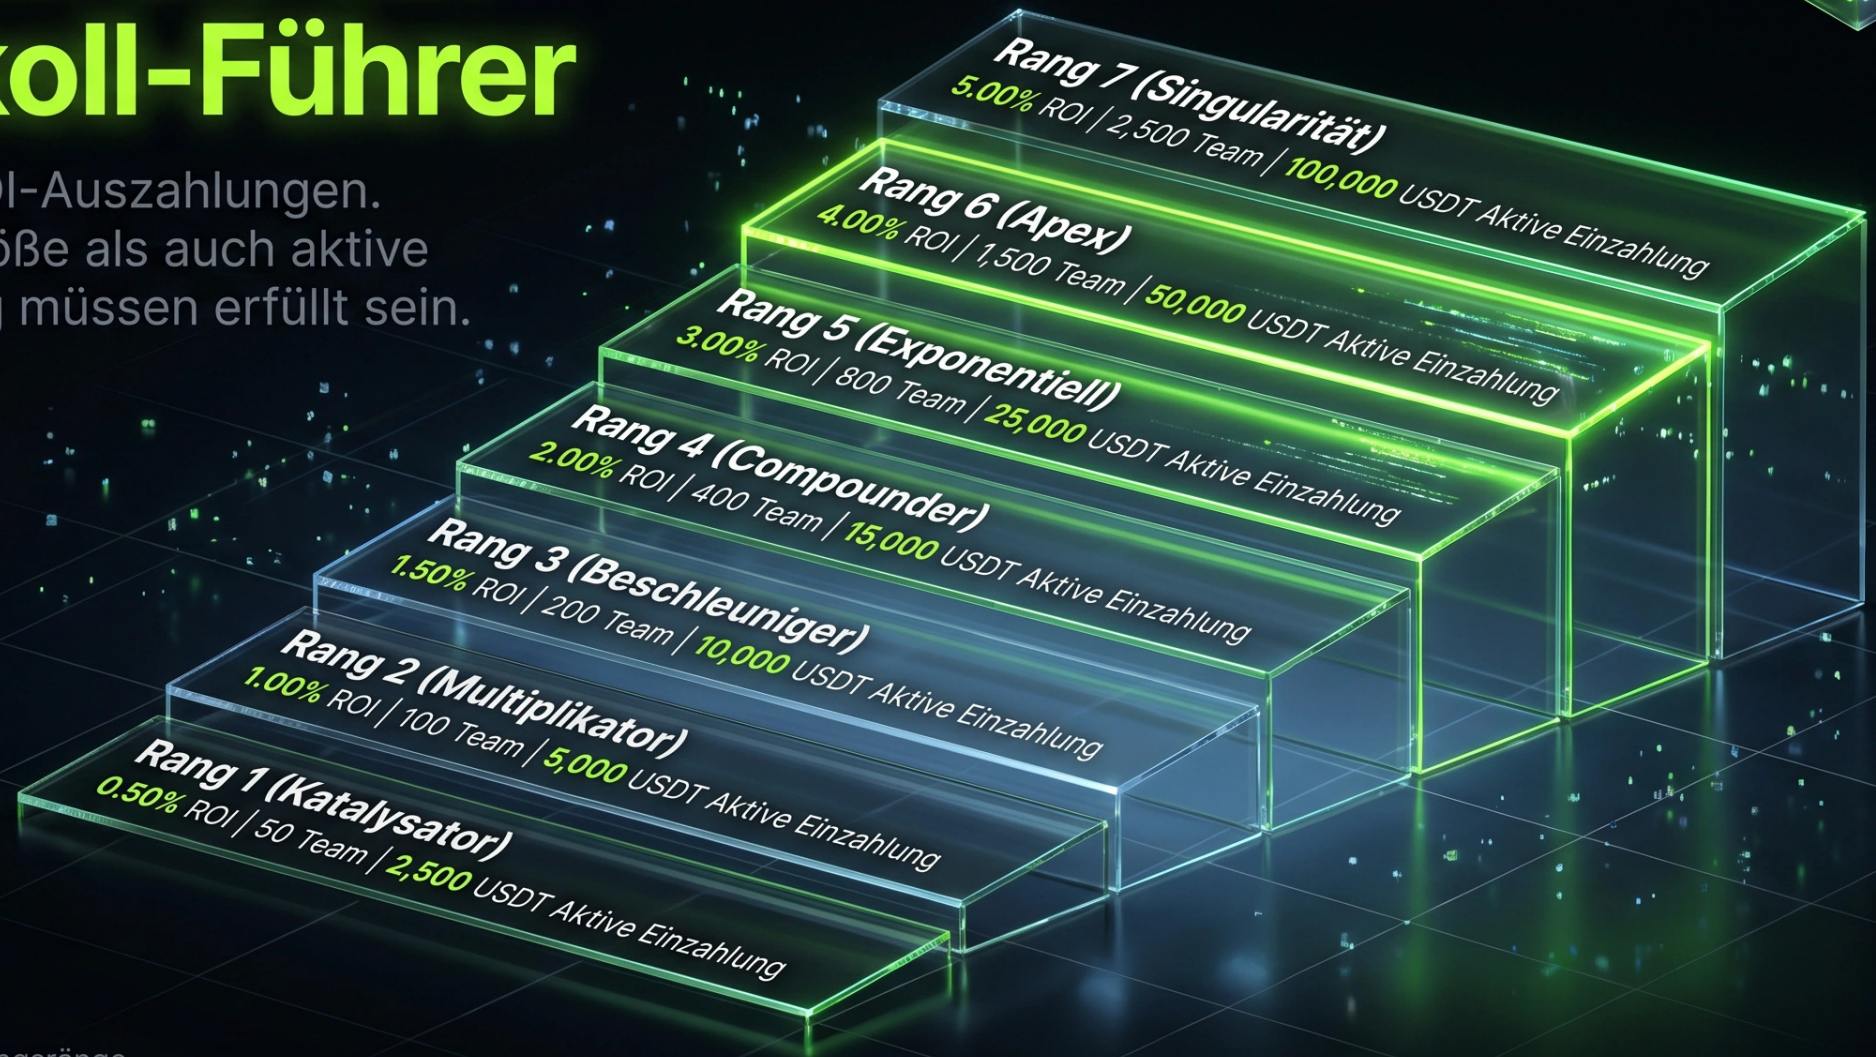 koll-Führer
OI-Auszahlungen.
öße als auch aktive
g müssen erfüllt sein.
Rang 7 (Singularität)
5.00% ROI | 2,500 Team | 100,000 USDT Aktive Einzahlung
Rang 6 (Apex)
4.00% ROI | 1,500 Team | 50,000 USDT Aktive Einzahlung
Rang 5 (Exponentiell)
3.00% ROI | 800 Team | 25,000 USDT Aktive Einzahlung
Rang 4 (Compounder)
2.00% ROI | 400 Team | 15,000 USDT Aktive Einzahlung
Rang 3 (Beschleuniger)
1.50% ROI | 200 Team | 10,000 USDT Aktive Einzahlung
Rang 2 (Multiplikator)
1.00% ROI | 100 Team | 5,000 USDT Aktive Einzahlung
Rang 1 (Katalysator)
0.50% ROI | 50 Team | 2,500 USDT Aktive Einzahlung